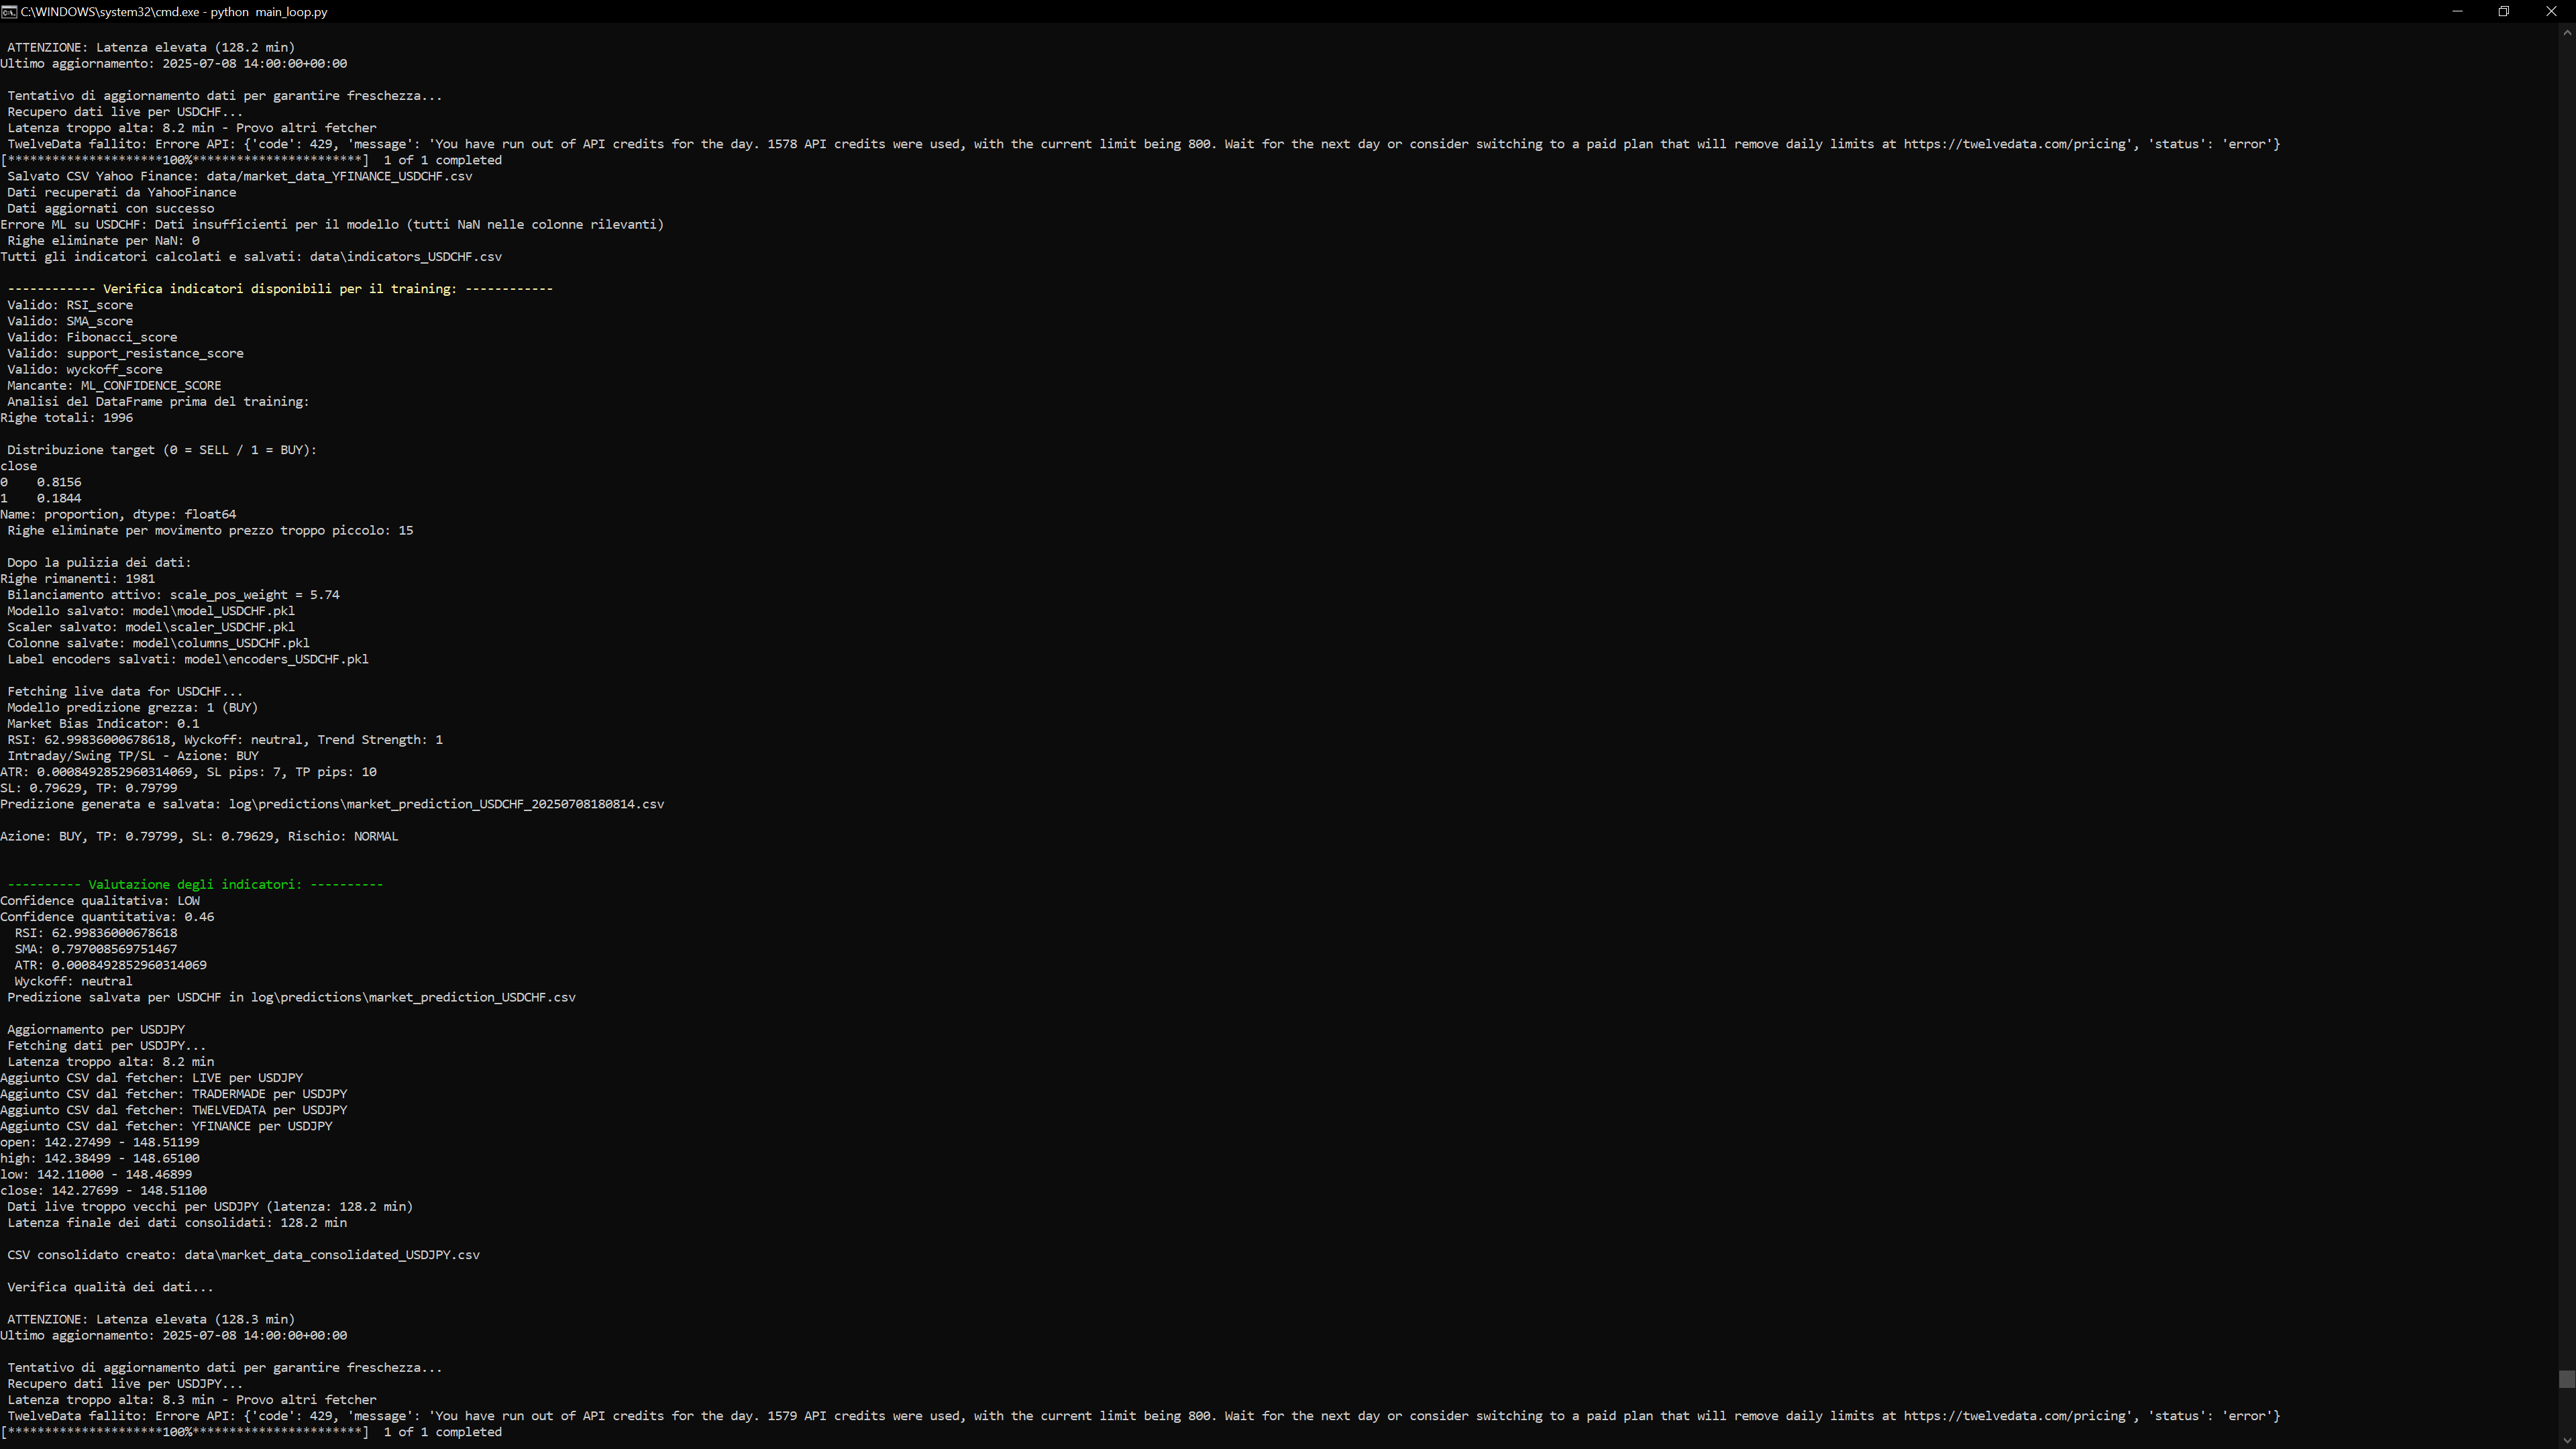 C:\WINDOWS\system32\cmd.exe - python  main_loop.py
ATTENZIONE: Latenza elevata (128.2 min)
Ultimo aggiornamento: 2025-07-08 14:00:00+00:00
Tentativo di aggiornamento dati per garantire freschezza...
Recupero dati live per USDCHF...
Latenza troppo alta: 8.2 min - Provo altri fetcher
TwelveData fallito: Errore API: {'code': 429, 'message': 'You have run out of API credits for the day. 1578 API credits were used, with the current limit being 800. Wait for the next day or consider switching to a paid plan that will remove daily limits at https://twelvedata.com/pricing', 'status': 'error'}
[*********************100%***********************]  1 of 1 completed
Salvato CSV Yahoo Finance: data/market_data_YFINANCE_USDCHF.csv
Dati recuperati da YahooFinance
Dati aggiornati con successo
Errore ML su USDCHF: Dati insufficienti per il modello (tutti NaN nelle colonne rilevanti)
Righe eliminate per NaN: 0
Tutti gli indicatori calcolati e salvati: data\indicators_USDCHF.csv
------------ Verifica indicatori disponibili per il training: ------------
Valido: RSI_score
Valido: SMA_score
Valido: Fibonacci_score
Valido: support_resistance_score
Valido: wyckoff_score
Mancante: ML_CONFIDENCE_SCORE
Analisi del DataFrame prima del training:
Righe totali: 1996
Distribuzione target (0 = SELL / 1 = BUY):
close
0    0.8156
1    0.1844
Name: proportion, dtype: float64
Righe eliminate per movimento prezzo troppo piccolo: 15
Dopo la pulizia dei dati:
Righe rimanenti: 1981
Bilanciamento attivo: scale_pos_weight = 5.74
Modello salvato: model\model_USDCHF.pkl
Scaler salvato: model\scaler_USDCHF.pkl
Colonne salvate: model\columns_USDCHF.pkl
Label encoders salvati: model\encoders_USDCHF.pkl
Fetching live data for USDCHF...
Modello predizione grezza: 1 (BUY)
Market Bias Indicator: 0.1
RSI: 62.99836000678618, Wyckoff: neutral, Trend Strength: 1
Intraday/Swing TP/SL - Azione: BUY
ATR: 0.0008492852960314069, SL pips: 7, TP pips: 10
SL: 0.79629, TP: 0.79799
Predizione generata e salvata: log\predictions\market_prediction_USDCHF_20250708180814.csv
Azione: BUY, TP: 0.79799, SL: 0.79629, Rischio: NORMAL
---------- Valutazione degli indicatori: ----------
Confidence qualitativa: LOW
Confidence quantitativa: 0.46
RSI: 62.99836000678618
SMA: 0.797008569751467
ATR: 0.0008492852960314069
Wyckoff: neutral
Predizione salvata per USDCHF in log\predictions\market_prediction_USDCHF.csv
Aggiornamento per USDJPY
Fetching dati per USDJPY...
Latenza troppo alta: 8.2 min
Aggiunto CSV dal fetcher: LIVE per USDJPY
Aggiunto CSV dal fetcher: TRADERMADE per USDJPY
Aggiunto CSV dal fetcher: TWELVEDATA per USDJPY
Aggiunto CSV dal fetcher: YFINANCE per USDJPY
open: 142.27499 - 148.51199
high: 142.38499 - 148.65100
low: 142.11000 - 148.46899
close: 142.27699 - 148.51100
Dati live troppo vecchi per USDJPY (latenza: 128.2 min)
Latenza finale dei dati consolidati: 128.2 min
CSV consolidato creato: data\market_data_consolidated_USDJPY.csv
Verifica qualità dei dati...
ATTENZIONE: Latenza elevata (128.3 min)
Ultimo aggiornamento: 2025-07-08 14:00:00+00:00
Tentativo di aggiornamento dati per garantire freschezza...
Recupero dati live per USDJPY...
Latenza troppo alta: 8.3 min - Provo altri fetcher
TwelveData fallito: Errore API: {'code': 429, 'message': 'You have run out of API credits for the day. 1579 API credits were used, with the current limit being 800. Wait for the next day or consider switching to a paid plan that will remove daily limits at https://twelvedata.com/pricing', 'status': 'error'}
[*********************100%***********************]  1 of 1 completed